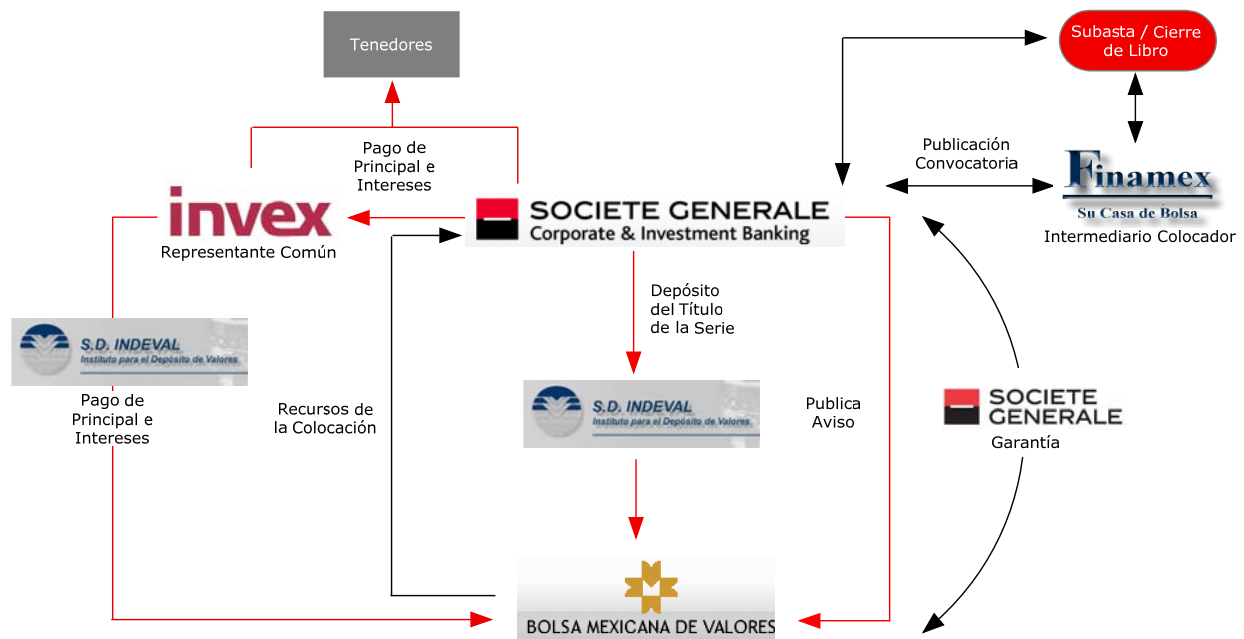 Tenedores
Subasta / Cierre
de Libro
Pago de
Principal e
Intereses
Publicación
Convocatoria
Finamex
Su Casa de Bolsa
Intermediario Colocador
invex
Representante Común
SOCIETE GENERALE
Corporate & Investment Banking
Depósito
del Título
de la Serie
S.D. INDEVAL
Instituto para el Depósito de Valores
Pago de
Principal e
Intereses
Recursos de
la Colocación
S.D. INDEVAL
Instituto para el Depósito de Valores
Publica
Aviso
SOCIETE
GENERALE
Garantía
BOLSA MEXICANA DE VALORES